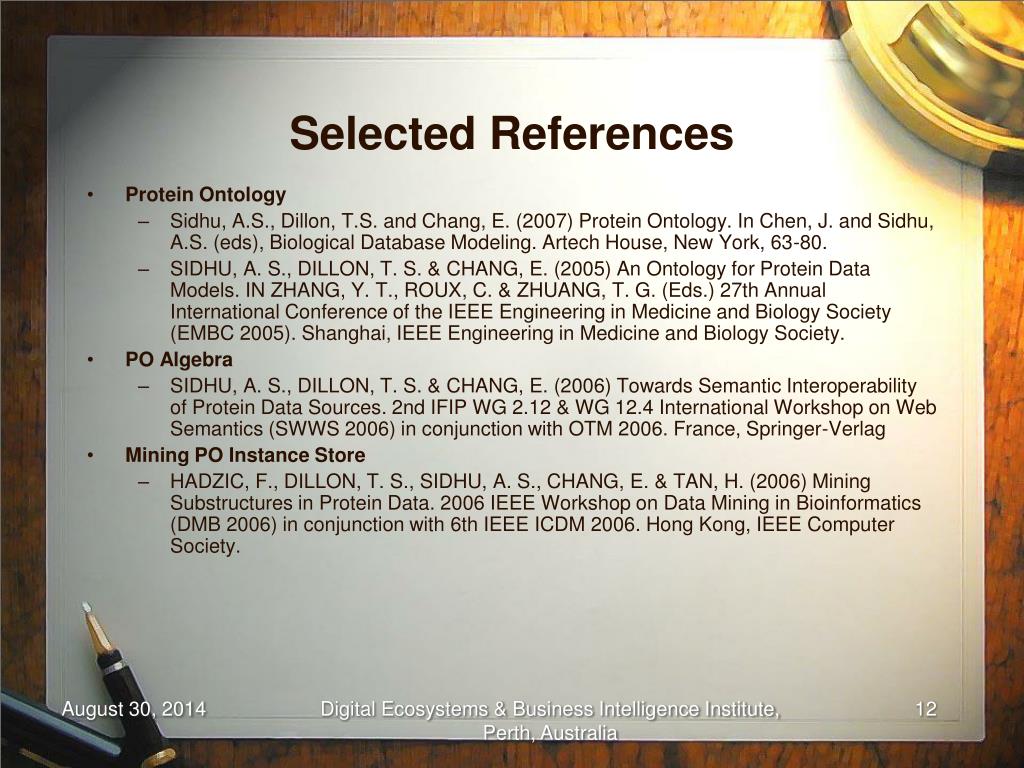 Selected References
• Protein Ontology
– Sidhu, A.S., Dillon, T.S. and Chang, E. (2007) Protein Ontology. In Chen, J. and Sidhu,
A.S. (eds), Biological Database Modeling. Artech House, New York, 63-80.
– SIDHU, A. S., DILLON, T. S. & CHANG, E. (2005) An Ontology for Protein Data
Models. IN ZHANG, Y. T., ROUX, C. & ZHUANG, T. G. (Eds.) 27th Annual
International Conference of the IEEE Engineering in Medicine and Biology Society
(EMBC 2005). Shanghai, IEEE Engineering in Medicine and Biology Society.
• PO Algebra
– SIDHU, A. S., DILLON, T. S. & CHANG, E. (2006) Towards Semantic Interoperability
of Protein Data Sources. 2nd IFIP WG 2.12 & WG 12.4 International Workshop on Web
Semantics (SWWS 2006) in conjunction with OTM 2006. France, Springer-Verlag
• Mining PO Instance Store
– HADZIC, F., DILLON, T. S., SIDHU, A. S., CHANG, E. & TAN, H. (2006) Mining
Substructures in Protein Data. 2006 IEEE Workshop on Data Mining in Bioinformatics
(DMB 2006) in conjunction with 6th IEEE ICDM 2006. Hong Kong, IEEE Computer
Society.
August 30, 2014
Digital Ecosystems & Business Intelligence Institute,
Perth, Australia
12